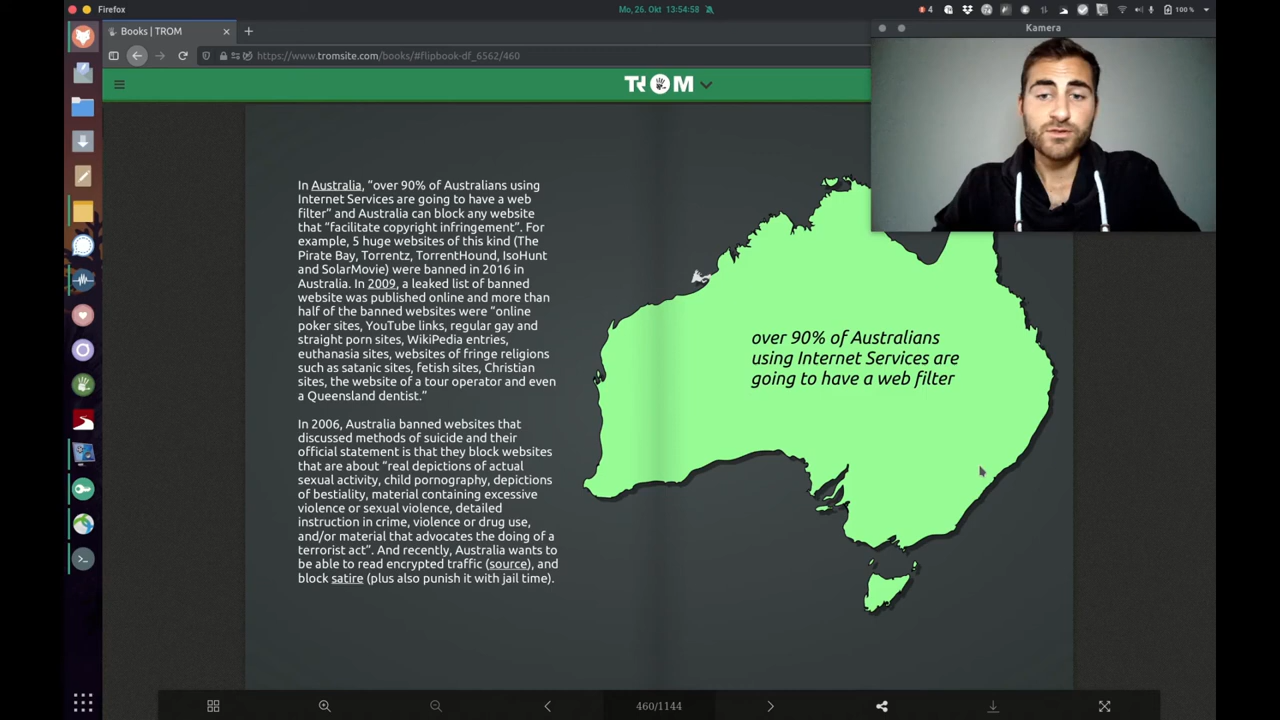 Firefox
Mo, 26. Okt 13:54:58
4
100 %
Kamera
Books | TROM
https://www.tromsite.com/books/#flipbook-df_6562/460
TROM
In Australia, “over 90% of Australians using
Internet Services are going to have a web
filter” and Australia can block any website
that “facilitate copyright infringement”. For
example, 5 huge websites of this kind (The
Pirate Bay, Torrentz, TorrentHound, IsoHunt
and SolarMovie) were banned in 2016 in
Australia. In 2009, a leaked list of banned
website was published online and more than
half of the banned websites were “online
poker sites, YouTube links, regular gay and
straight porn sites, WikiPedia entries,
euthanasia sites, websites of fringe religions
such as satanic sites, fetish sites, Christian
sites, the website of a tour operator and even
a Queensland dentist.”
In 2006, Australia banned websites that
discussed methods of suicide and their
official statement is that they block websites
that are about “real depictions of actual
sexual activity, child pornography, depictions
of bestiality, material containing excessive
violence or sexual violence, detailed
instruction in crime, violence or drug use,
and/or material that advocates the doing of a
terrorist act”. And recently, Australia wants to
be able to read encrypted traffic (source), and
block satire (plus also punish it with jail time).
over 90% of Australians
using Internet Services are
going to have a web filter
460/1144